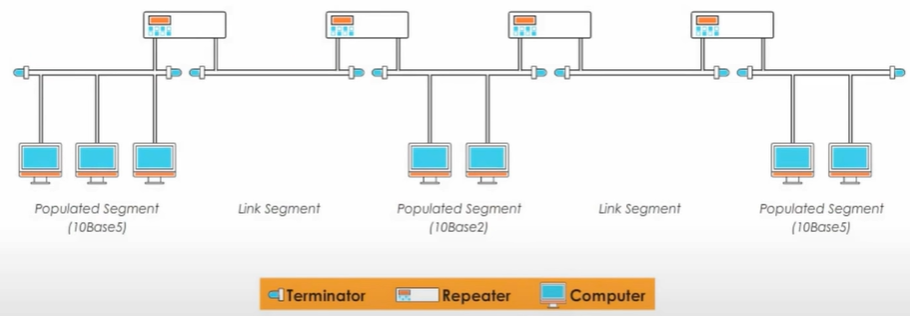 Populated Segment
(10Base5)
Link Segment
Populated Segment
(10Base2)
Link Segment
Populated Segment
(10Base5)
Terminator
Repeater
Computer